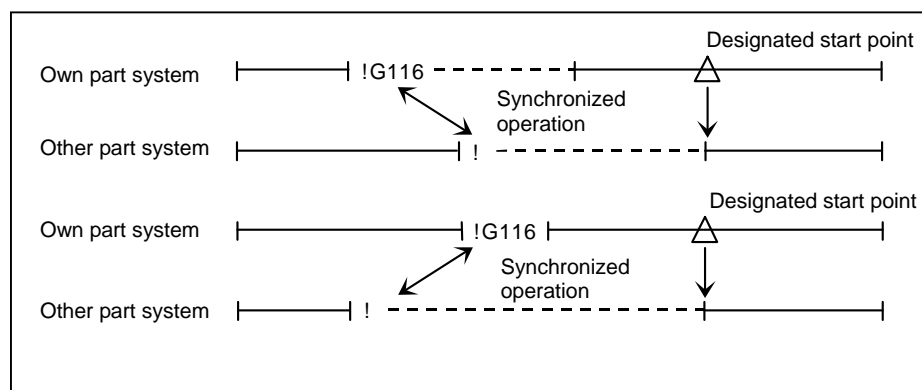 Designated start point
Own part system !G116
Synchronized
operation
Other part system !
Designated start point
Own part system !G116
Synchronized
operation
Other part system !